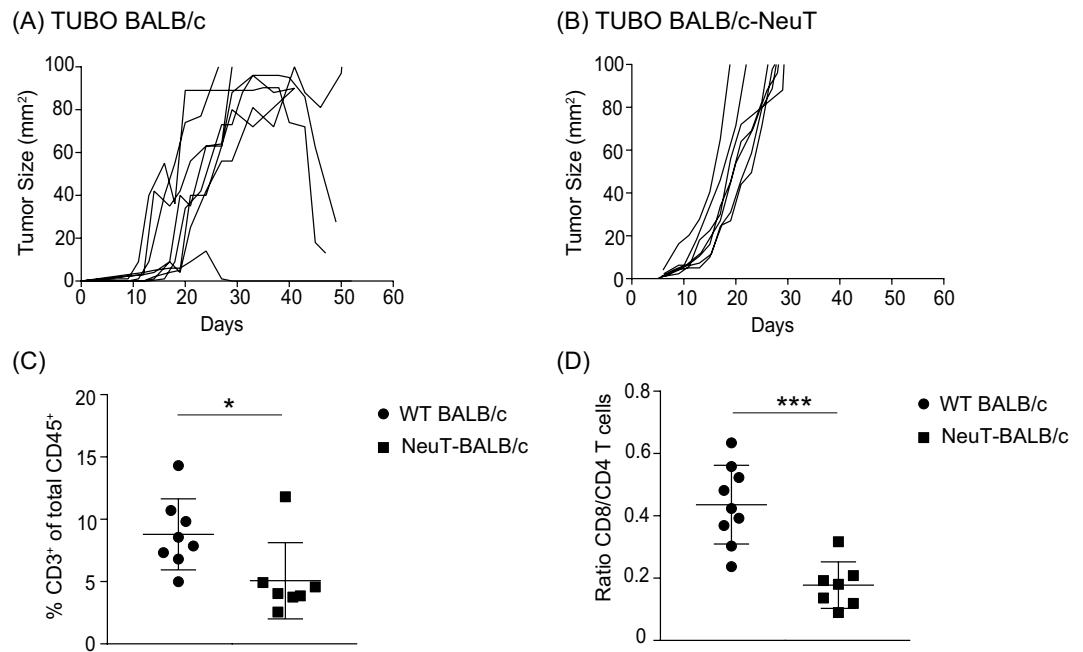 (A) TUBO BALB/c
(B) TUBO BALB/c-NeuT
Tumor Size (mm²)
100
80
60
40
20
0
0 10 20 30 40 50 60
Days
Tumor Size (mm²)
100
80
60
40
20
0
0 10 20 30 40 50 60
Days
(C)
% CD3⁺ of total CD45⁺
20
15
10
5
0
*
WT BALB/c
NeuT-BALB/c
(D)
Ratio CD8/CD4 T cells
0.8
0.6
0.4
0.2
0
***
WT BALB/c
NeuT-BALB/c